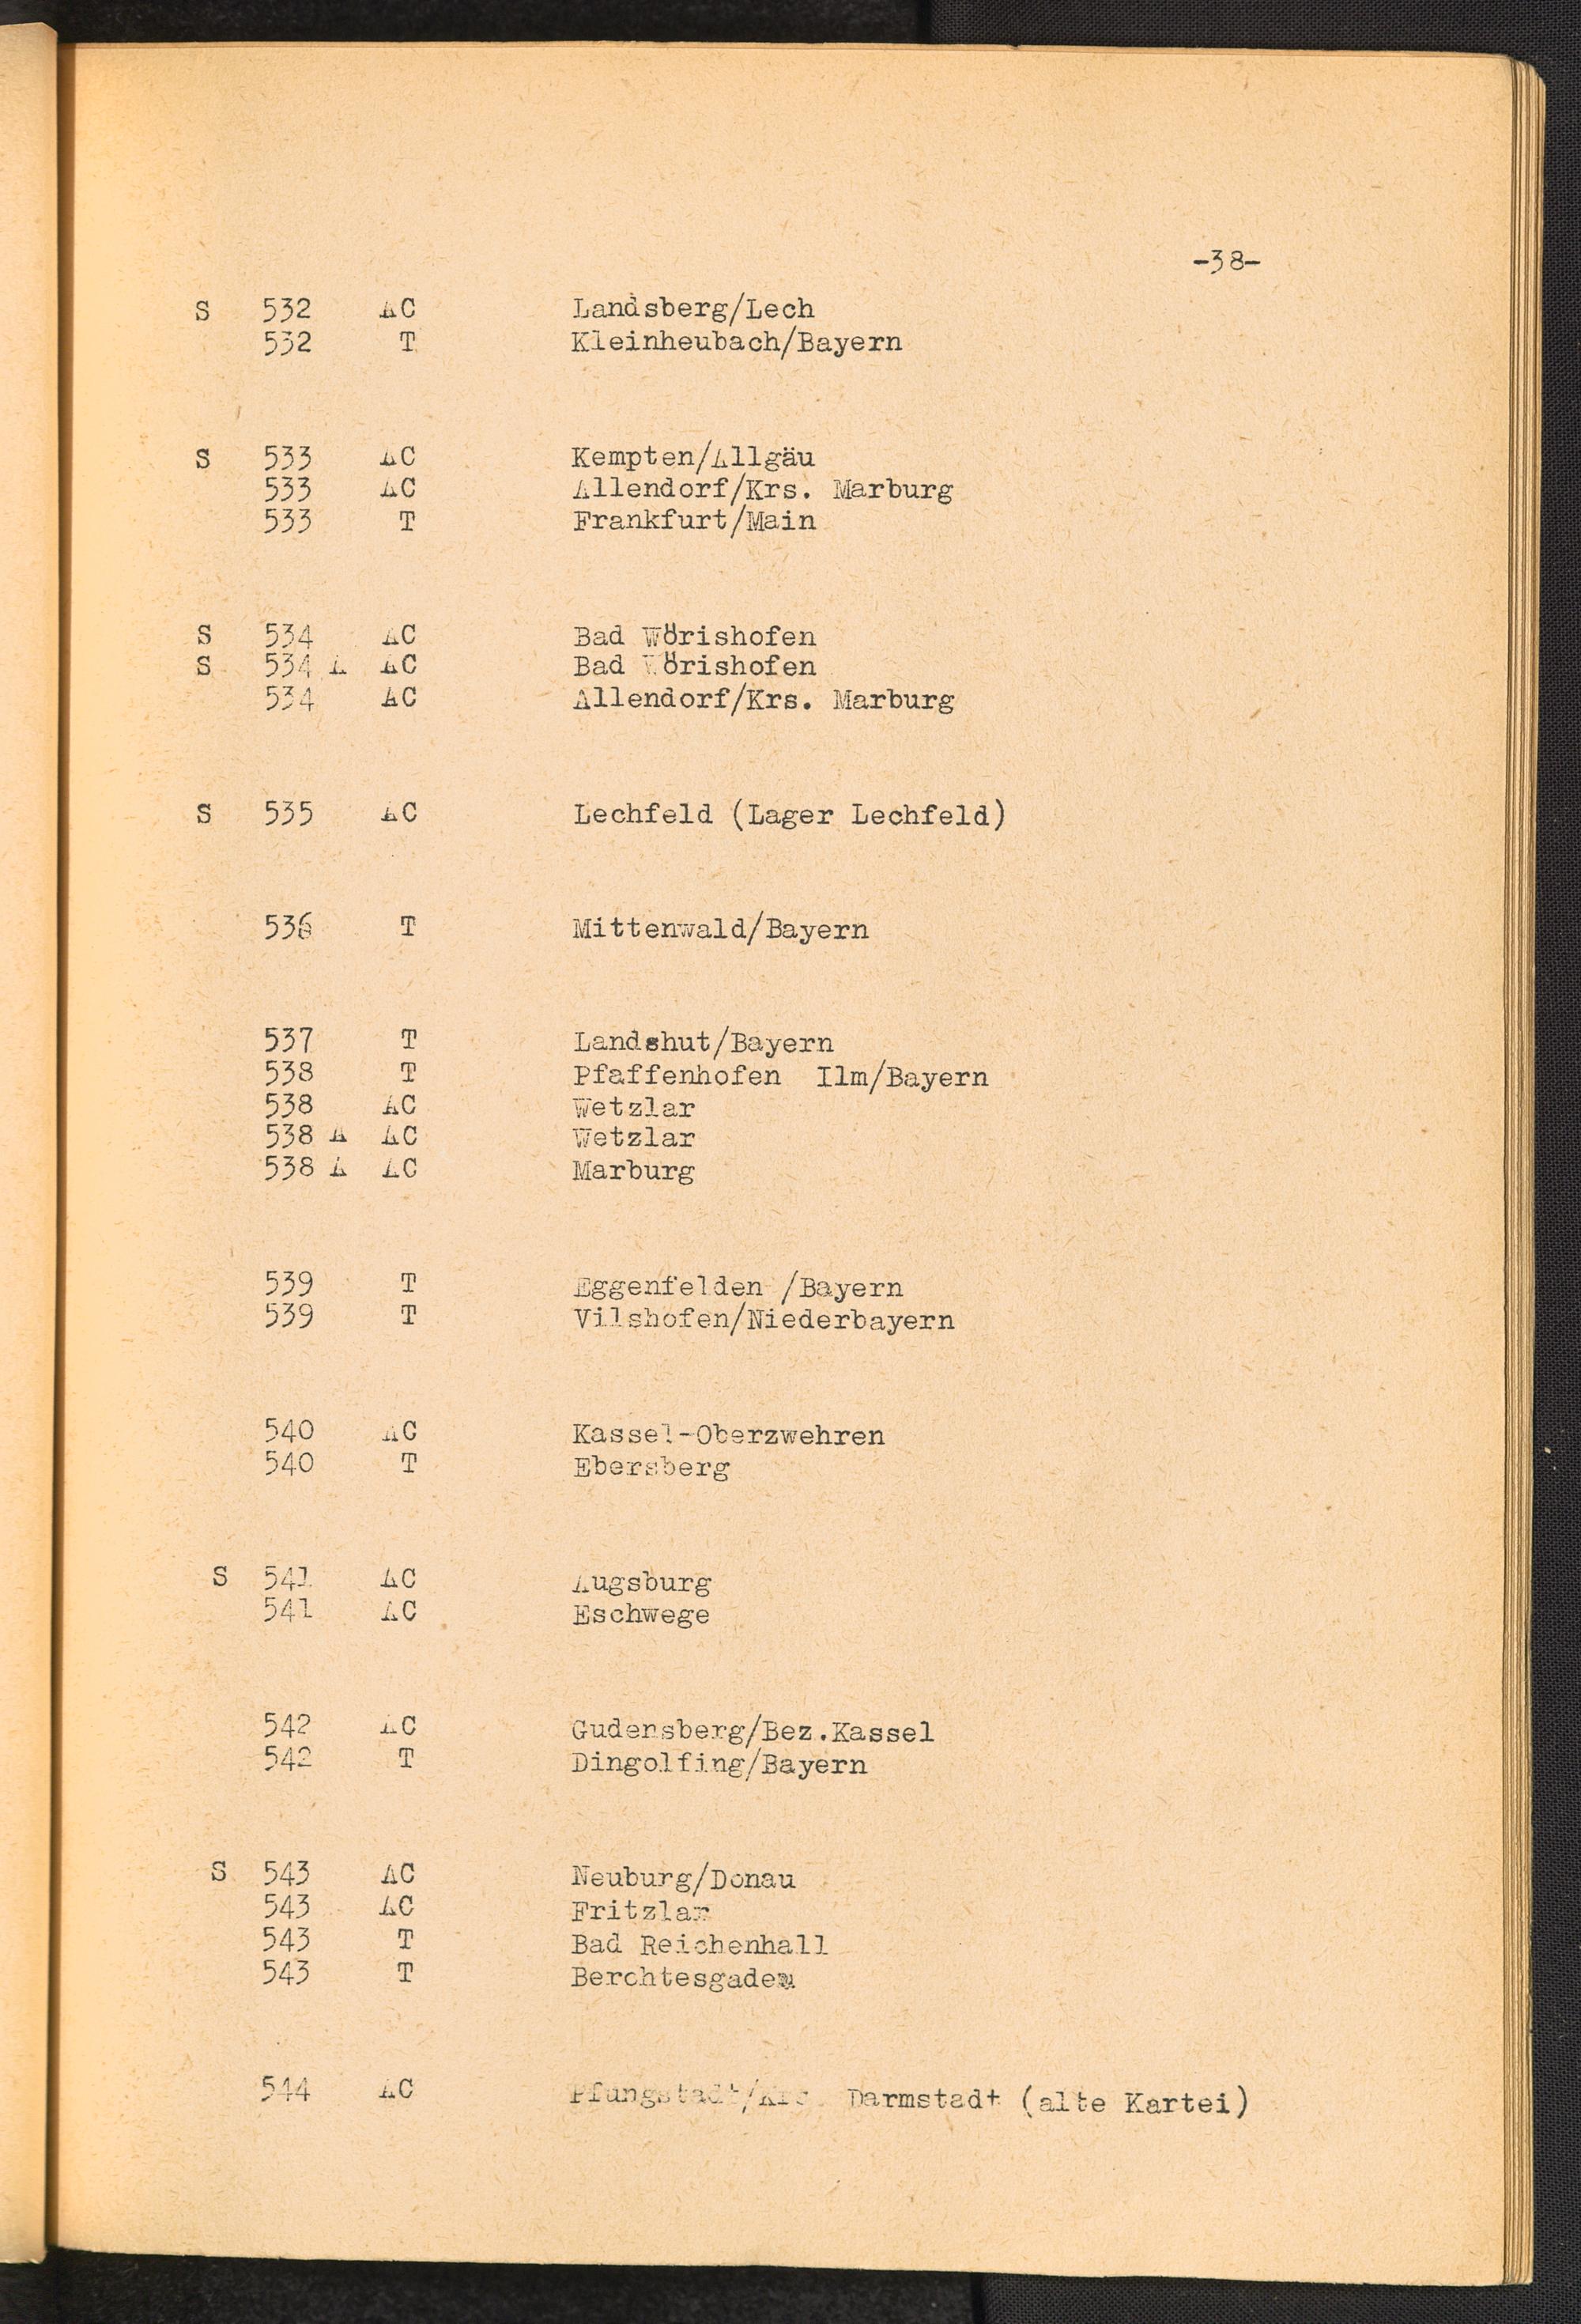 -38-
S 532 AC Landsberg/Lech
532 T Kleinheubach/Bayern
S 533 AC Kempten/Allgäu
533 AC Allendorf/Krs. Marburg
533 T Frankfurt/Main
S 534 AC Bad Wörishofen
S 534 A AC Bad Wörishofen
534 AC Allendorf/Krs. Marburg
S 535 AC Lechfeld (Lager Lechfeld)
536 T Mittenwald/Bayern
537 T Landshut/Bayern
538 T Pfaffenhofen Ilm/Bayern
538 AC Wetzlar
538 A AC Wetzlar
538 A AC Marburg
539 T Eggenfelden /Bayern
539 T Vilshofen/Niederbayern
540 AC Kassel-Oberzwehren
540 T Ebersberg
S 541 AC Augsburg
541 AC Eschwege
542 AC Gudensberg/Bez.Kassel
542 T Dingolfing/Bayern
S 543 AC Neuburg/Donau
543 AC Fritzlar
543 T Bad Reichenhall
543 T Berchtesgaden
544 AC Pfungstadt/Krs. Darmstadt (alte Kartei)